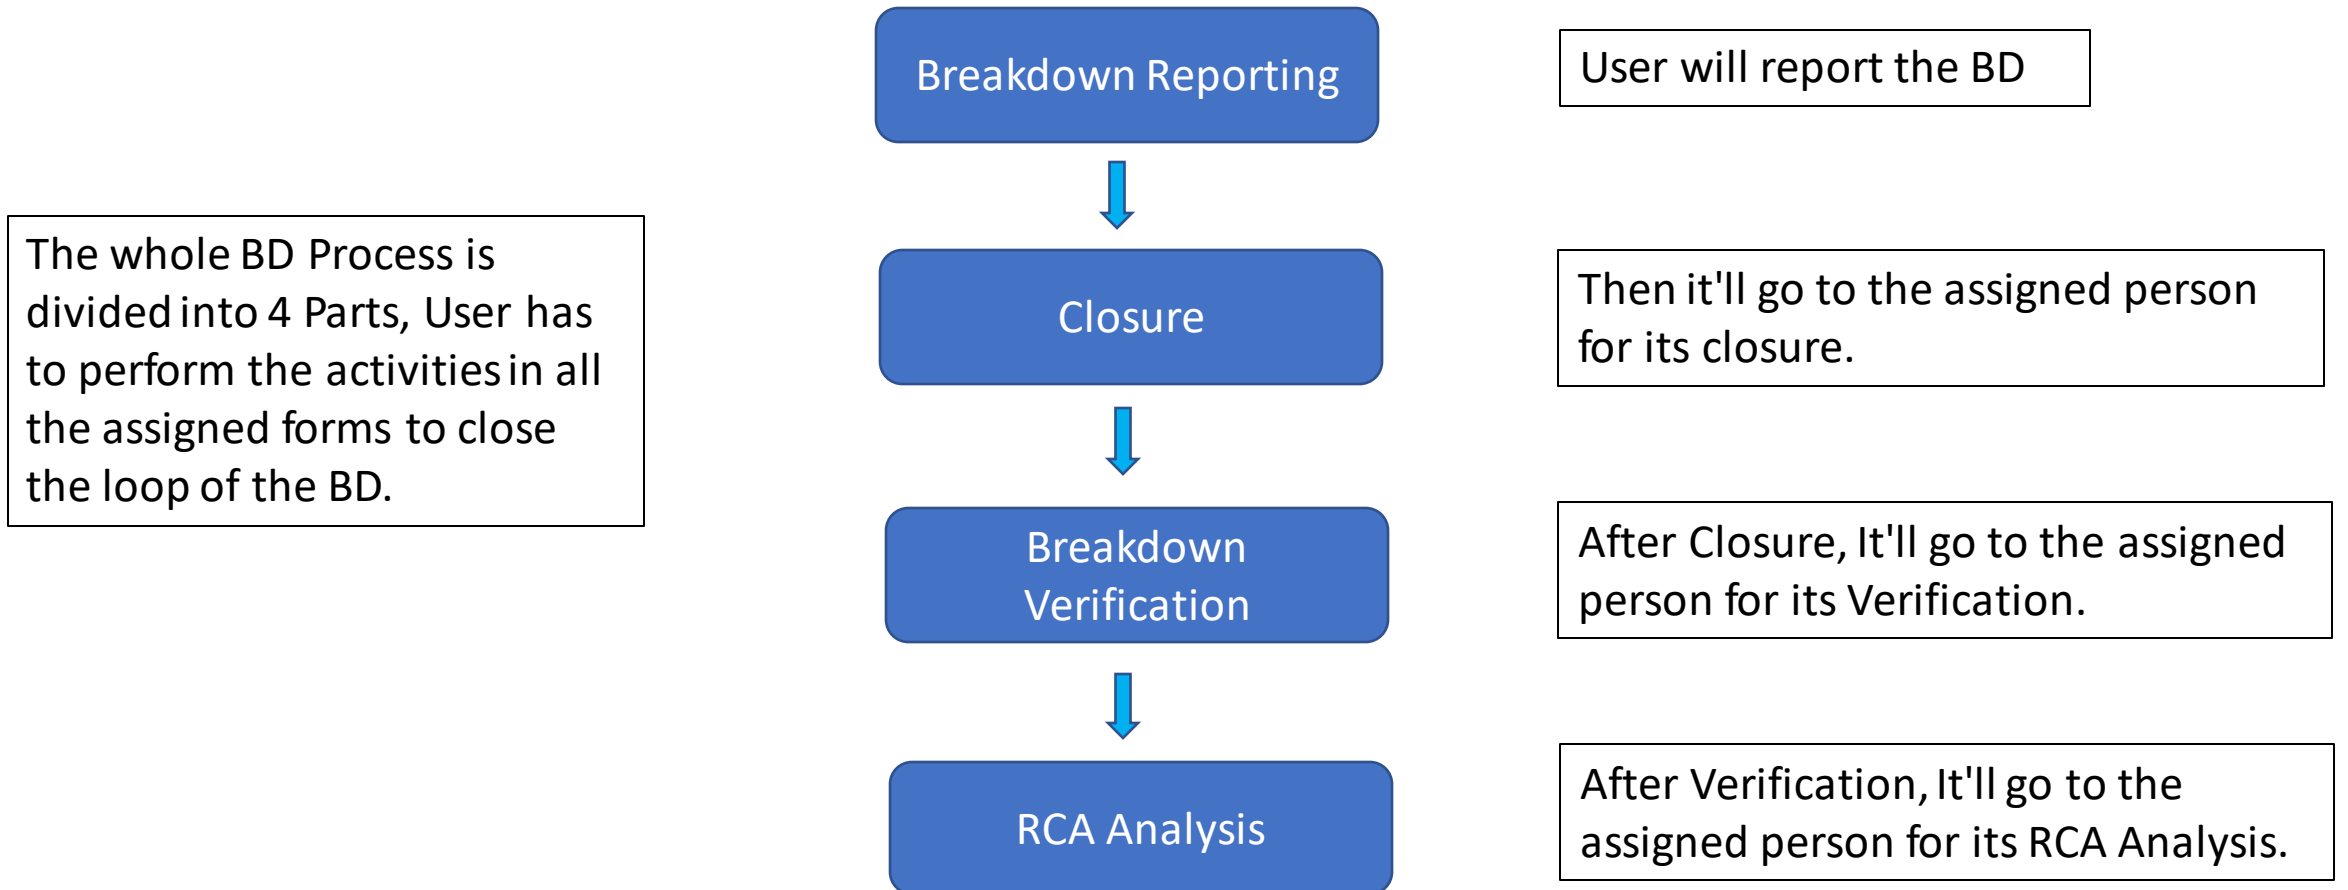 Breakdown Reporting
User will report the BD
The whole BD Process is
divided into 4 Parts, User has
to perform the activities in all
the assigned forms to close
the loop of the BD.
Closure
Then it'll go to the assigned person
for its closure.
Breakdown
Verification
After Closure, It'll go to the assigned
person for its Verification.
RCA Analysis
After Verification, It'll go to the
assigned person for its RCA Analysis.